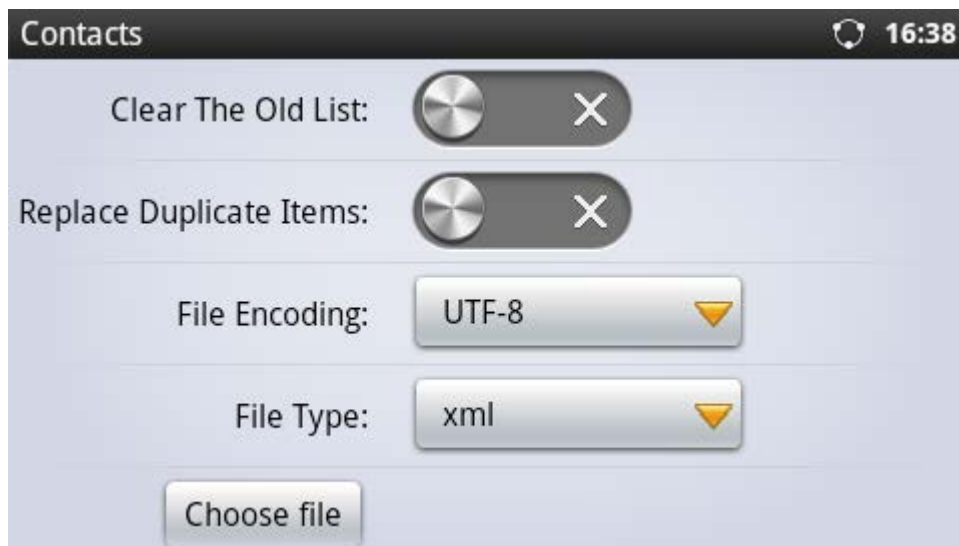 Contacts 16:38
Clear The Old List:
Replace Duplicate Items:
File Encoding: UTF-8
File Type: xml
Choose file